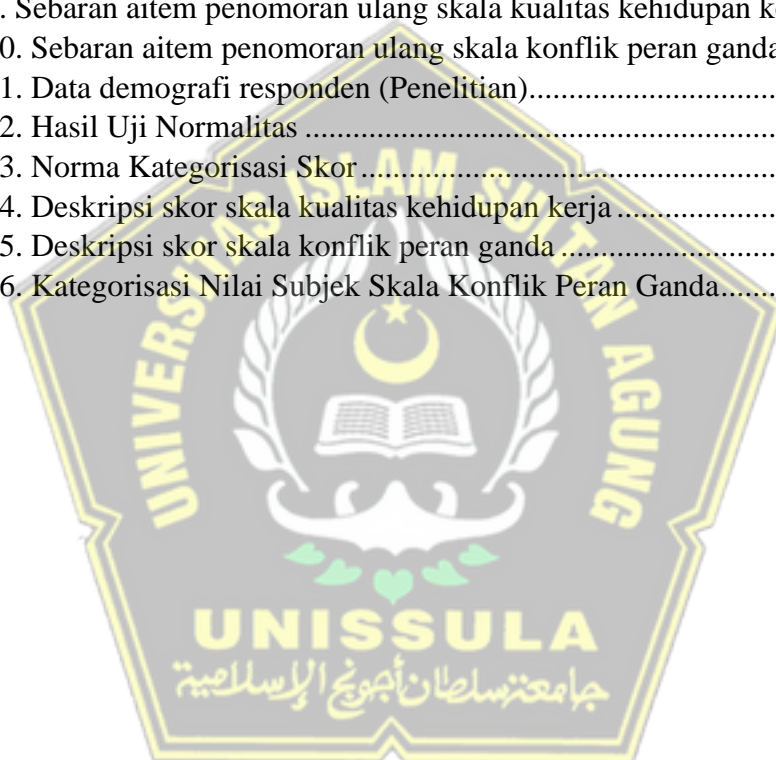 . Sebaran aitem penomoran ulang skala kualitas kehidupan
0. Sebaran aitem penomoran ulang skala konflik peran ganda
1. Data demografi responden (Penelitian)..............................
2. Hasil Uji Normalitas ..........................................................
3. Norma Kategorisasi Skor ...................................................
4. Deskripsi skor skala kualitas kehidupan kerja ....................
5. Deskripsi skor skala konflik peran ganda ...........................
6. Kategorisasi Nilai Subjek Skala Konflik Peran Ganda.......
UNIVERSITAS ISLAM SULTAN AGUNG
UNISSULA
جامعتنسلطان أجونج الإسلامية